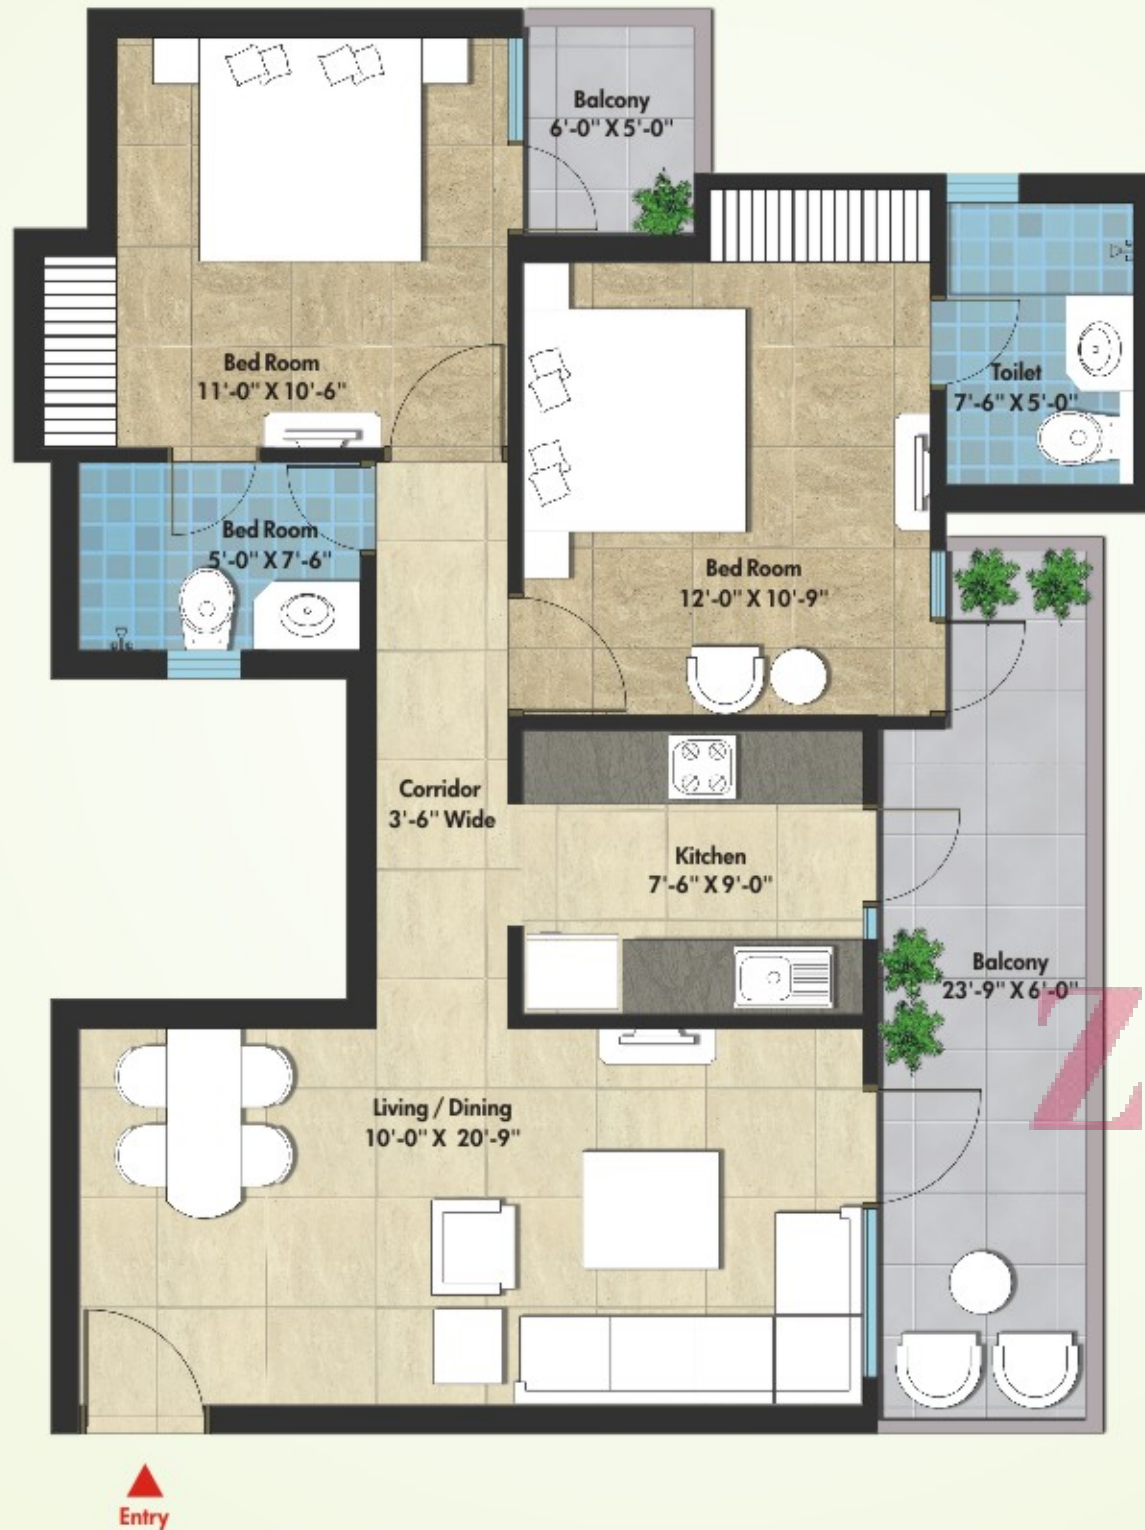 Balcony
6'-0" X 5'-0"
Bed Room
11'-0" X 10'-6"
Toilet
7'-6" X 5'-0"
Bed Room
5'-0" X 7'-6"
Bed Room
12'-0" X 10'-9"
Corridor
3'-6" Wide
Kitchen
7'-6" X 9'-0"
Balcony
23'-9" X 6'-0"
Z
Living / Dining
10'-0" X 20'-9"
Entry